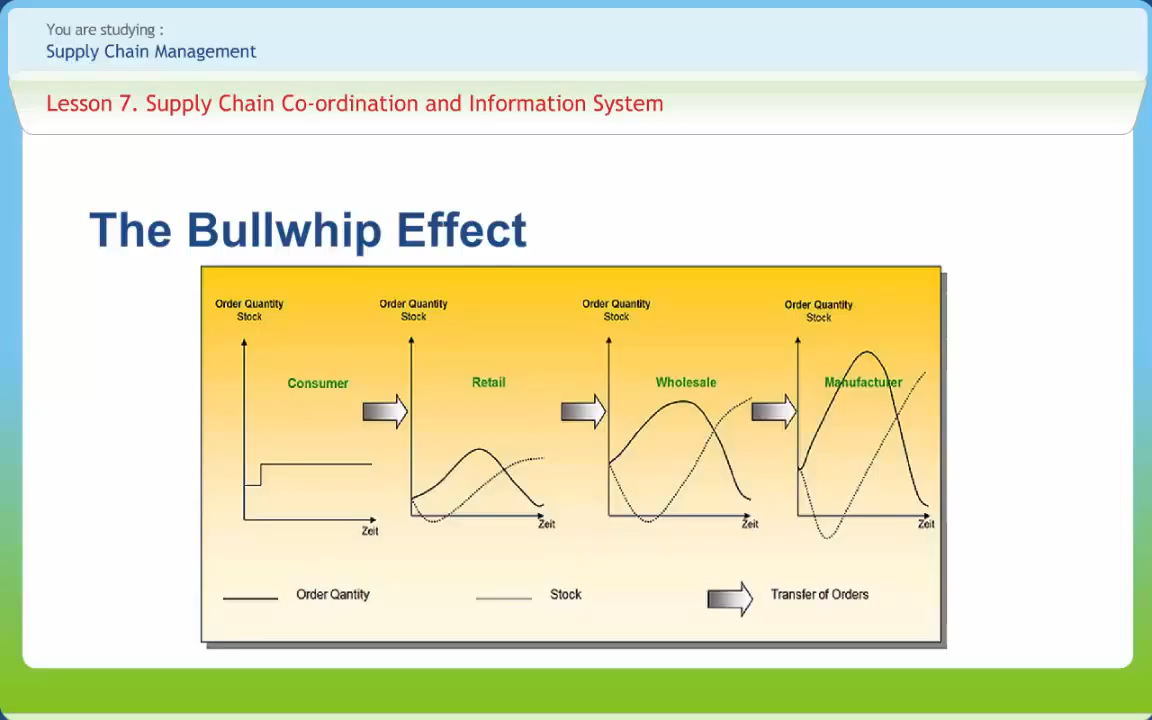 You are studying :
Supply Chain Management
Lesson 7. Supply Chain Co-ordination and Information System
The Bullwhip Effect
Order Quantity
Stock
Consumer
Zeit
Order Quantity
Stock
Retail
Zeit
Order Quantity
Stock
Wholesale
Zeit
Order Quantity
Stock
Manufacturer
Zeit
Order Qantity
Stock
Transfer of Orders